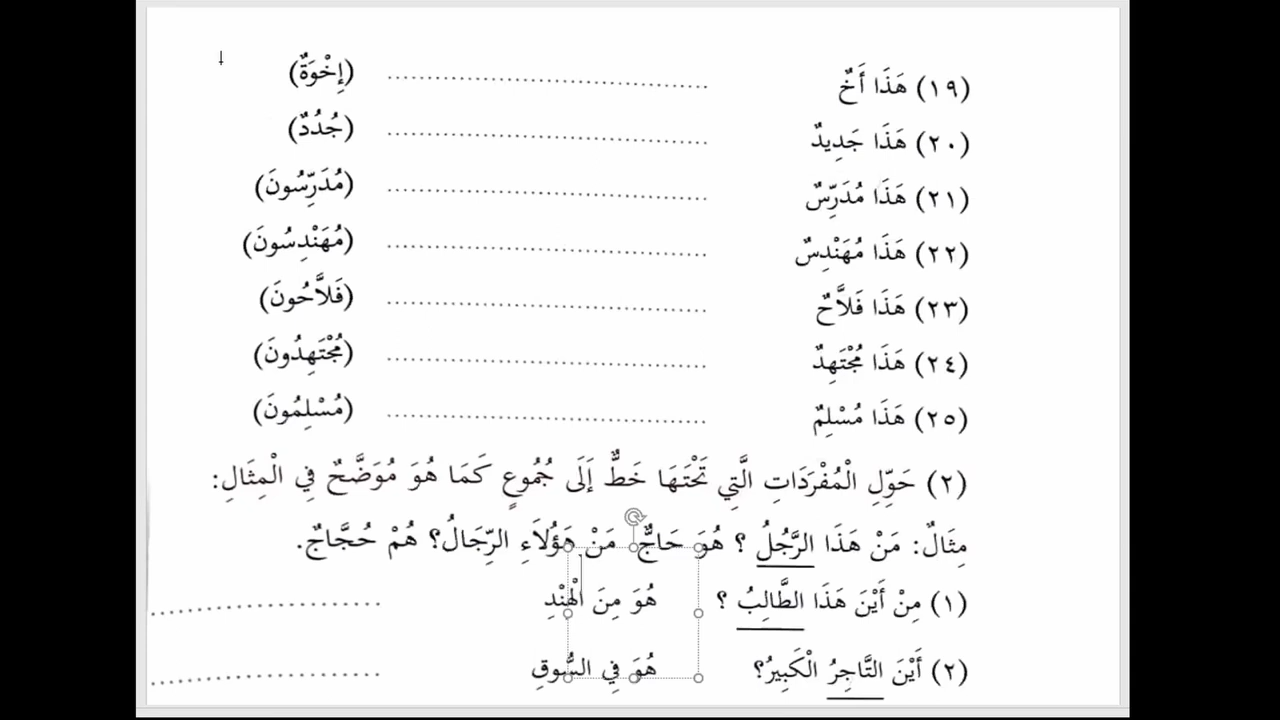 (١٩) هَذَا أَخٌ ................................ (إِخْوَةٌ)
(٢٠) هَذَا جَدِيدٌ ................................ (جُدُدٌ)
(٢١) هَذَا مُدَرِّسٌ ................................ (مُدَرِّسُونَ)
(٢٢) هَذَا مُهَنْدِسٌ ................................ (مُهَنْدِسُونَ)
(٢٣) هَذَا فَلاَّحٌ ................................ (فَلاَّحُونَ)
(٢٤) هَذَا مُجْتَهِدٌ ................................ (مُجْتَهِدُونَ)
(٢٥) هَذَا مُسْلِمٌ ................................ (مُسْلِمُونَ)
(٢) حَوِّلِ الْمُفْرَدَاتِ الَّتِي تَحْتَهَا خَطٌّ إَلَى جُمُوعٍ كَمَا هُوَ مُوَضَّحٌ فِي الْمِثَالِ:
مِثَالٌ: مَنْ هَذَا الرَّجُلُ ؟ هُوَ حَاجٌّ مَنْ هَؤُلاَءِ الرِّجَالُ؟ هُمْ حُجَّاجٌ.
(١) مِنْ أَيْنَ هَذَا الطَّالِبُ ؟ هُوَ مِنَ الْهِنْدِ ........................
(٢) أَيْنَ التَّاجِرُ الْكَبِيرُ؟ هُوَ فِي السُّوقِ ........................